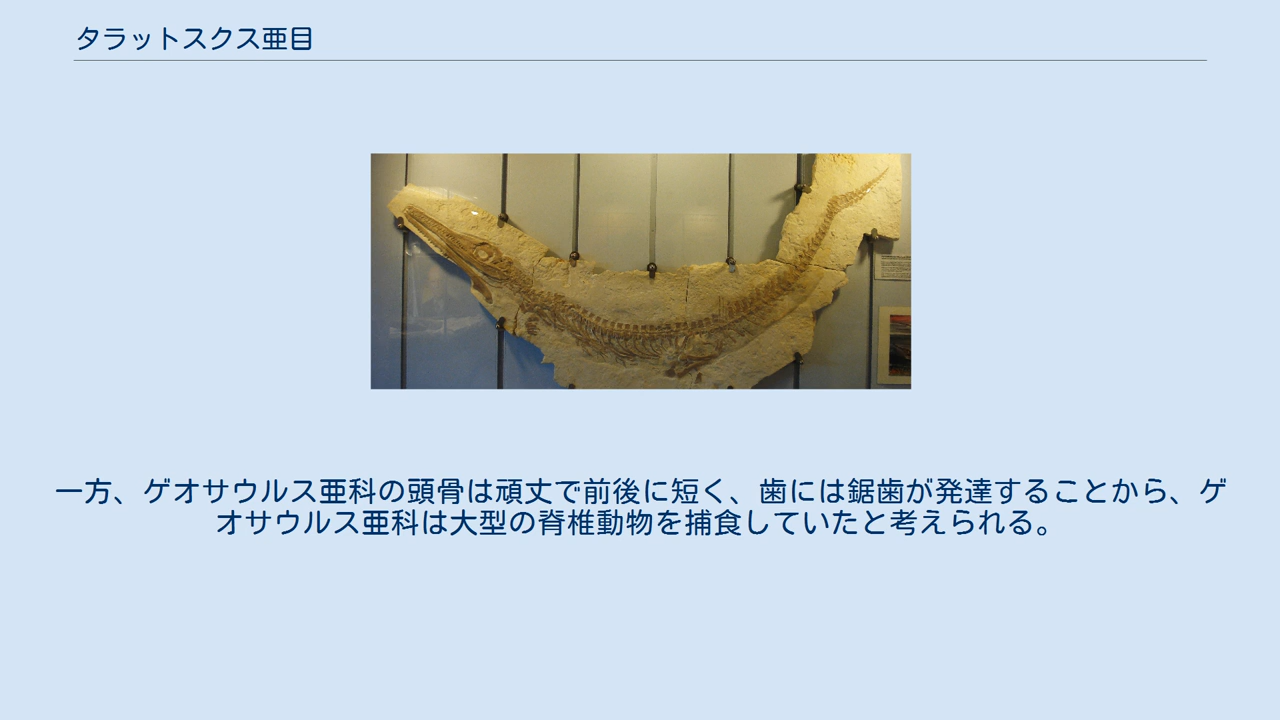 タラットスクス亜目
一方、ゲオサウルス亜科の頭骨は頑丈で前後に短く、歯には鋸歯が発達することから、ゲ
オサウルス亜科は大型の脊椎動物を捕食していたと考えられる。